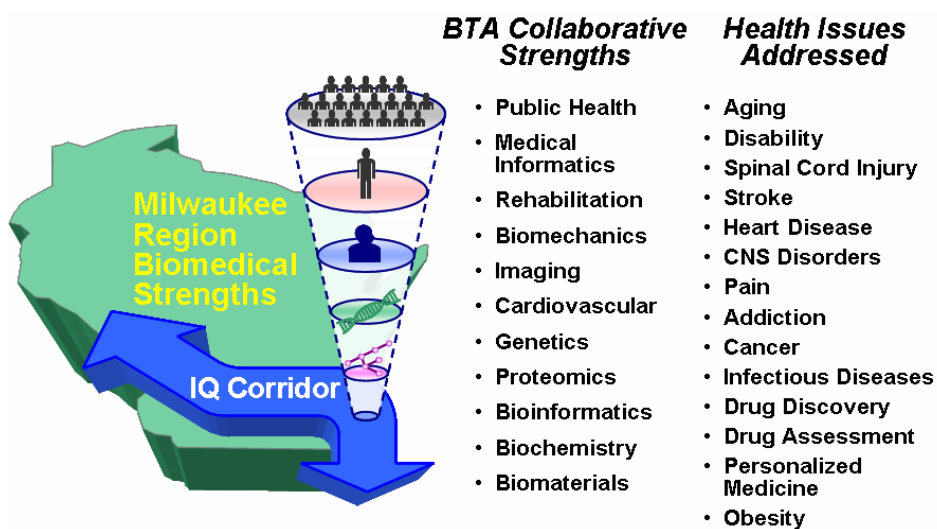 BTA Collaborative
Strengths
• Public Health
• Medical
Informatics
• Rehabilitation
• Biomechanics
• Imaging
• Cardiovascular
• Genetics
• Proteomics
• Bioinformatics
• Biochemistry
• Biomaterials
Health Issues
Addressed
• Aging
• Disability
• Spinal Cord Injury
• Stroke
• Heart Disease
• CNS Disorders
• Pain
• Addiction
• Cancer
• Infectious Diseases
• Drug Discovery
• Drug Assessment
• Personalized
Medicine
• Obesity
Milwaukee
Region
Biomedical
Strengths
IQ Corridor